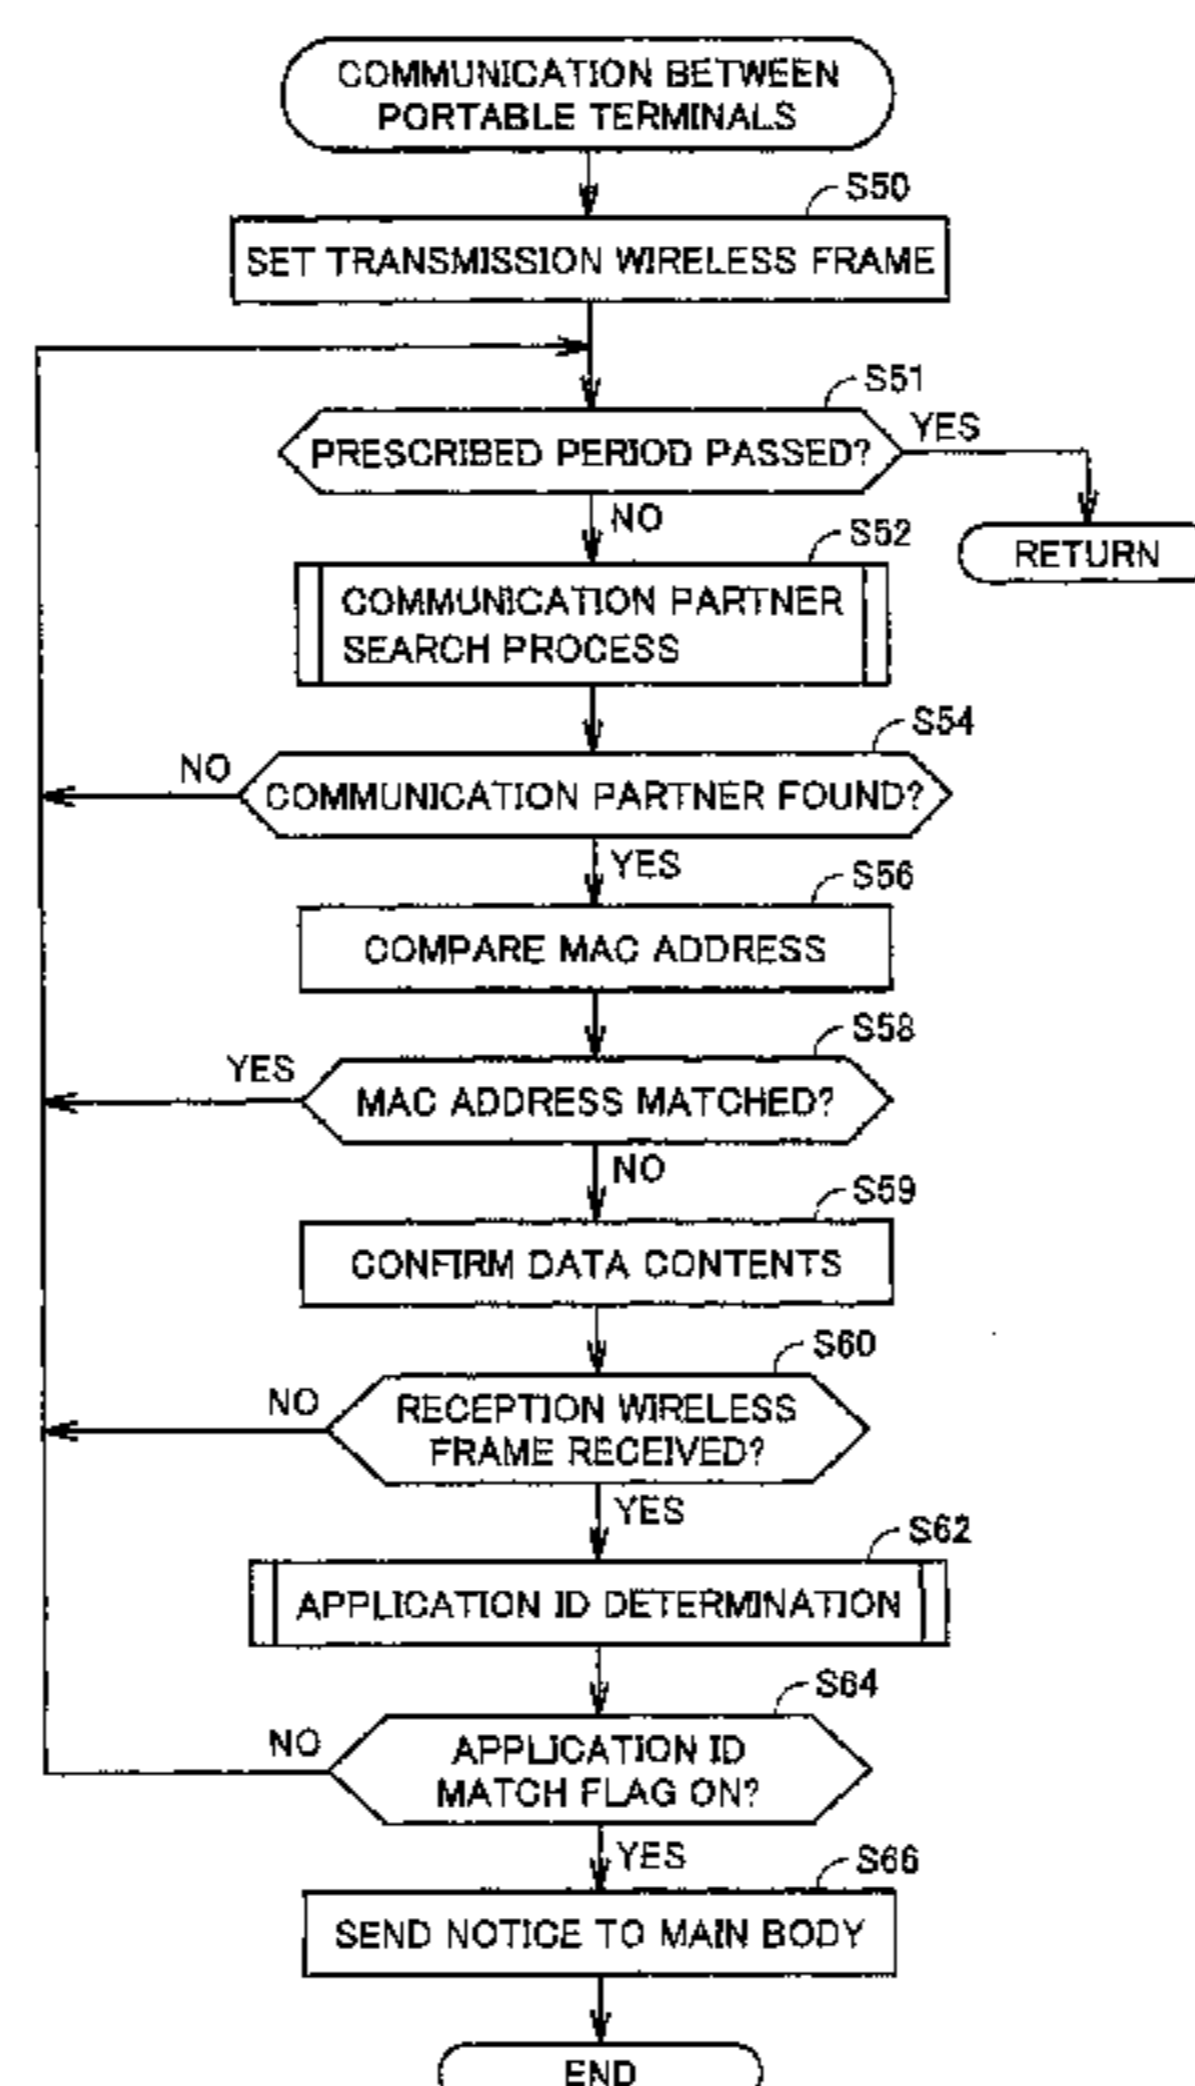 COMMUNICATION BETWEEN
PORTABLE TERMINALS
S50
SET TRANSMISSION WIRELESS FRAME
S51
PRESCRIBED PERIOD PASSED?
YES
NO
RETURN
S52
COMMUNICATION PARTNER
SEARCH PROCESS
S54
NO
COMMUNICATION PARTNER FOUND?
YES
S56
COMPARE MAC ADDRESS
S58
YES
MAC ADDRESS MATCHED?
NO
S59
CONFIRM DATA CONTENTS
S60
NO
RECEPTION WIRELESS
FRAME RECEIVED?
YES
S62
APPLICATION ID DETERMINATION
S64
NO
APPLICATION ID
MATCH FLAG ON?
YES
S66
SEND NOTICE TO MAIN BODY
END